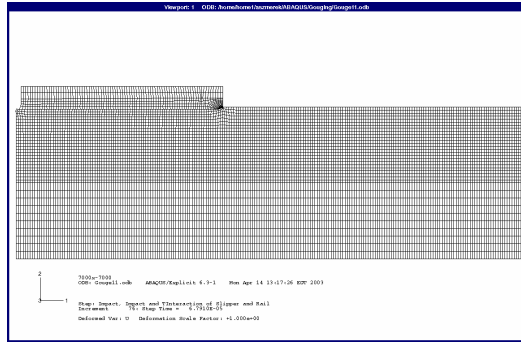 Viewport: 1 ODB: /home/home1/aszmerek/ABAQUS/Gouging/Gouge11.odb
2
3
1
7000x-7000
ODB: Gouge11.odb ABAQUS/Explicit 6.3-1 Mon Apr 14 13:17:26 EDT 2003
Step: Impact, Impact and TInteraction of Slipper and Rail
Increment 76: Step Time = 6.7910E-05
Deformed Var: U Deformation Scale Factor: +1.000e+00